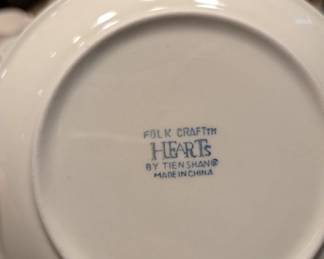 FOLK CRAFT™
HEARTS
BY TIENSHAN®
MADE IN CHINA